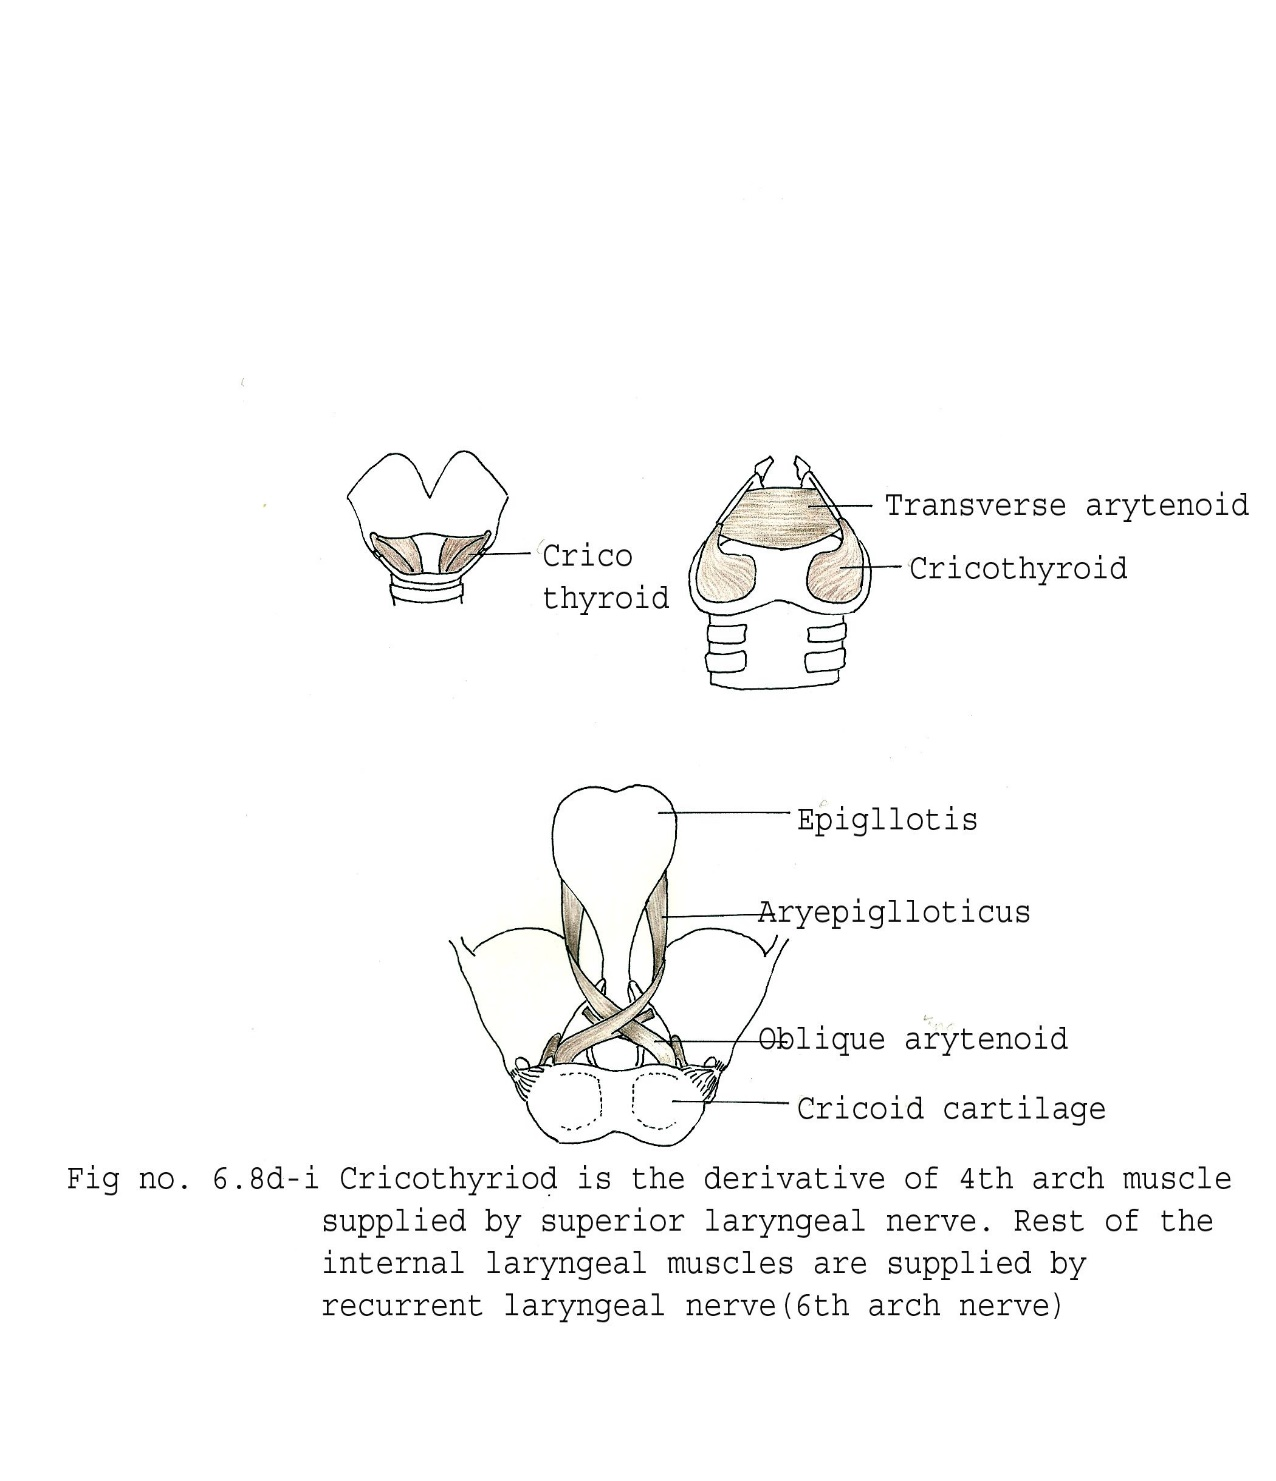 Transverse arytenoid
Crico
thyroid
Cricothyroid
Epigllotis
Aryepiglloticus
Oblique arytenoid
Cricoid cartilage
Fig no. 6.8d-i Cricothyriod is the derivative of 4th arch muscle
supplied by superior laryngeal nerve. Rest of the
internal laryngeal muscles are supplied by
recurrent laryngeal nerve(6th arch nerve)